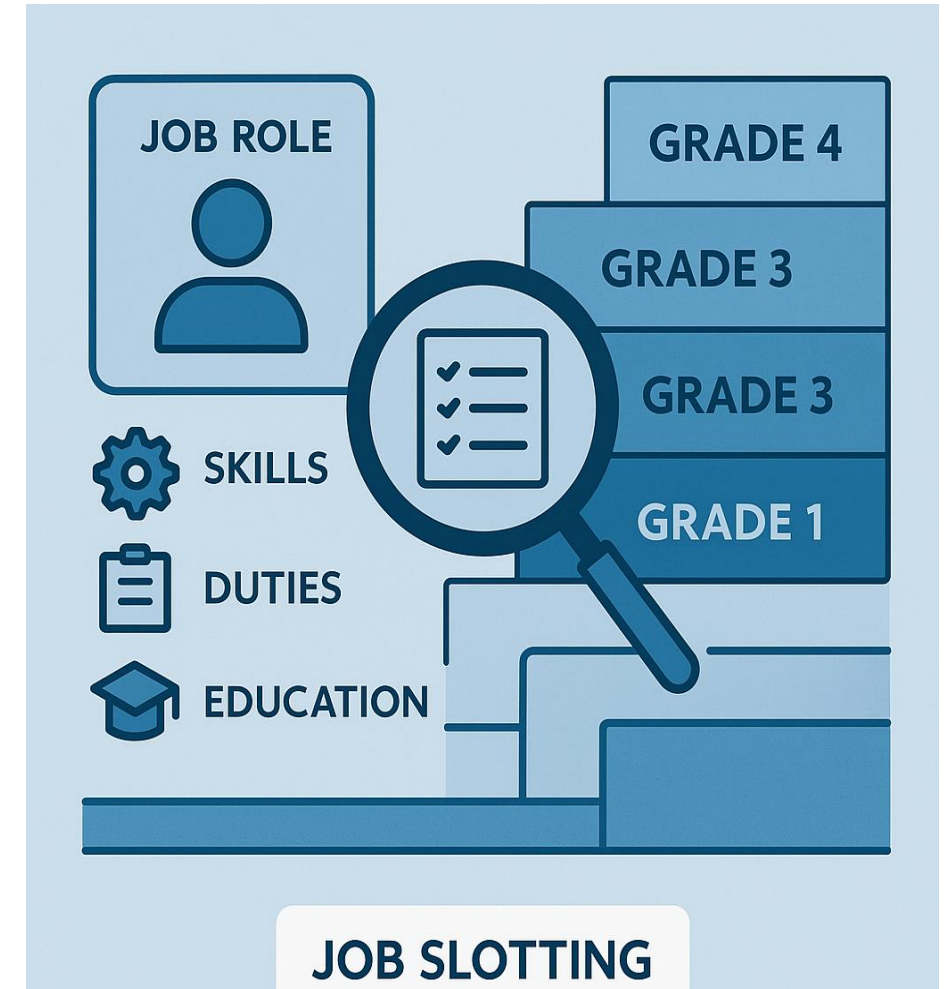 JOB ROLE
SKILLS
DUTIES
EDUCATION
GRADE 4
GRADE 3
GRADE 3
GRADE 1
JOB SLOTTING